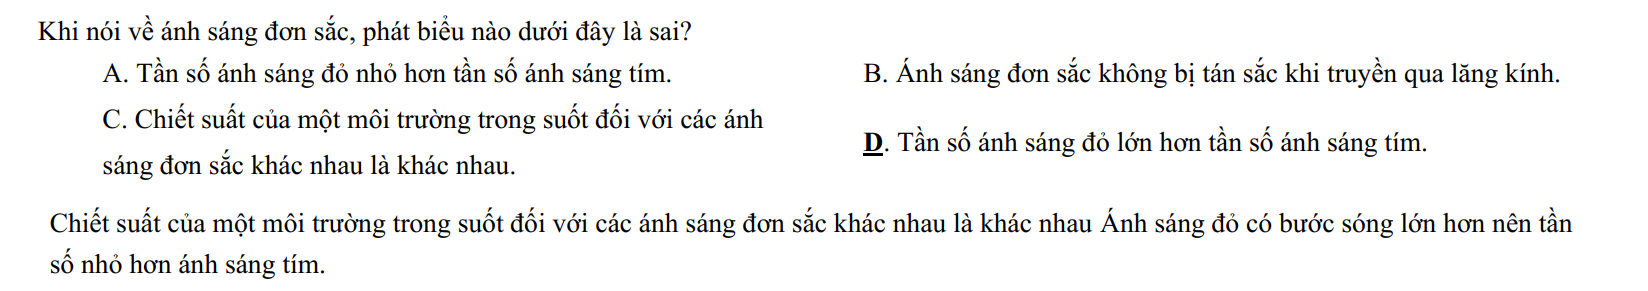 Khi nói về ánh sáng đơn sắc, phát biểu nào dưới đây là sai?
A. Tần số ánh sáng đỏ nhỏ hơn tần số ánh sáng tím.
B. Ánh sáng đơn sắc không bị tán sắc khi truyền qua lăng kính.
C. Chiết suất của một môi trường trong suốt đối với các ánh
sáng đơn sắc khác nhau là khác nhau.
D. Tần số ánh sáng đỏ lớn hơn tần số ánh sáng tím.
Chiết suất của một môi trường trong suốt đối với các ánh sáng đơn sắc khác nhau là khác nhau Ánh sáng đỏ có bước sóng lớn hơn nên tần
số nhỏ hơn ánh sáng tím.